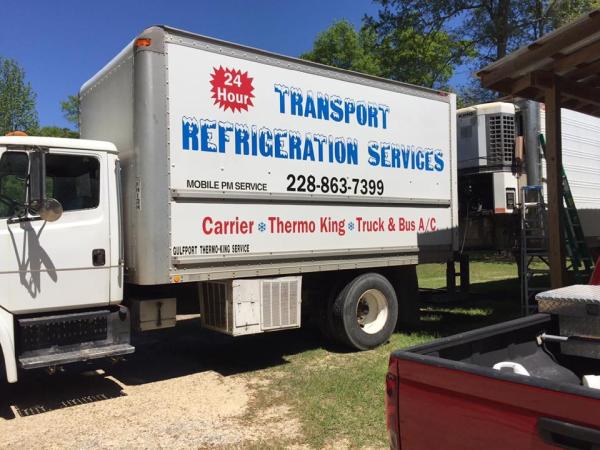 24
Hour
TRANSPORT
REFRIGERATION SERVICES
MOBILE PM SERVICE 228-863-7399
Carrier Thermo King Truck & Bus A/C.
GULFPORT THERMO-KING SERVICE